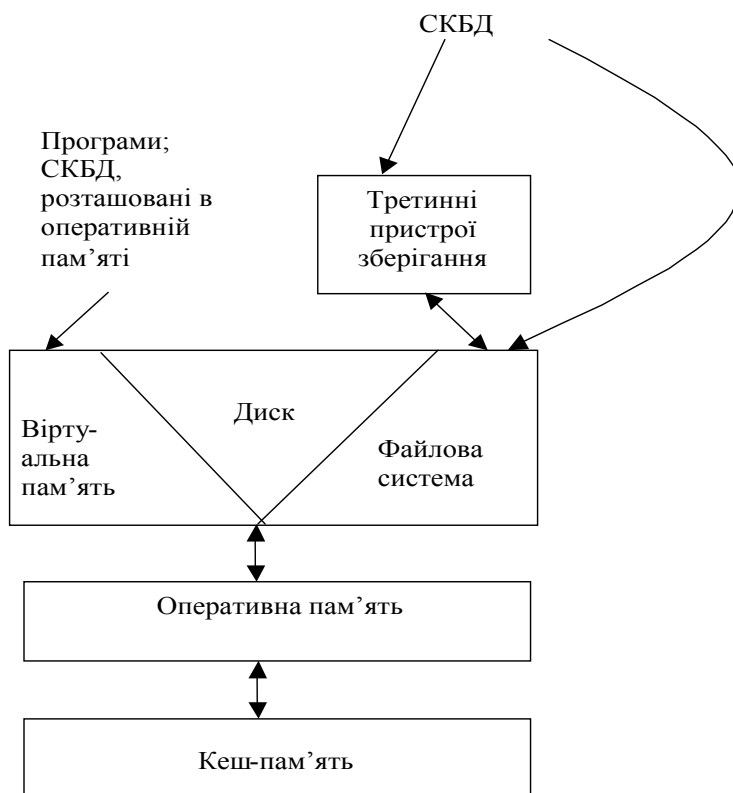 СКБД
Програми;
СКБД,
розташовані в
оперативній
пам’яті
Третинні
пристрої
зберігання
Вірту-
альна
пам’ять
Диск
Файлова
система
Оперативна пам’ять
Кеш-пам’ять